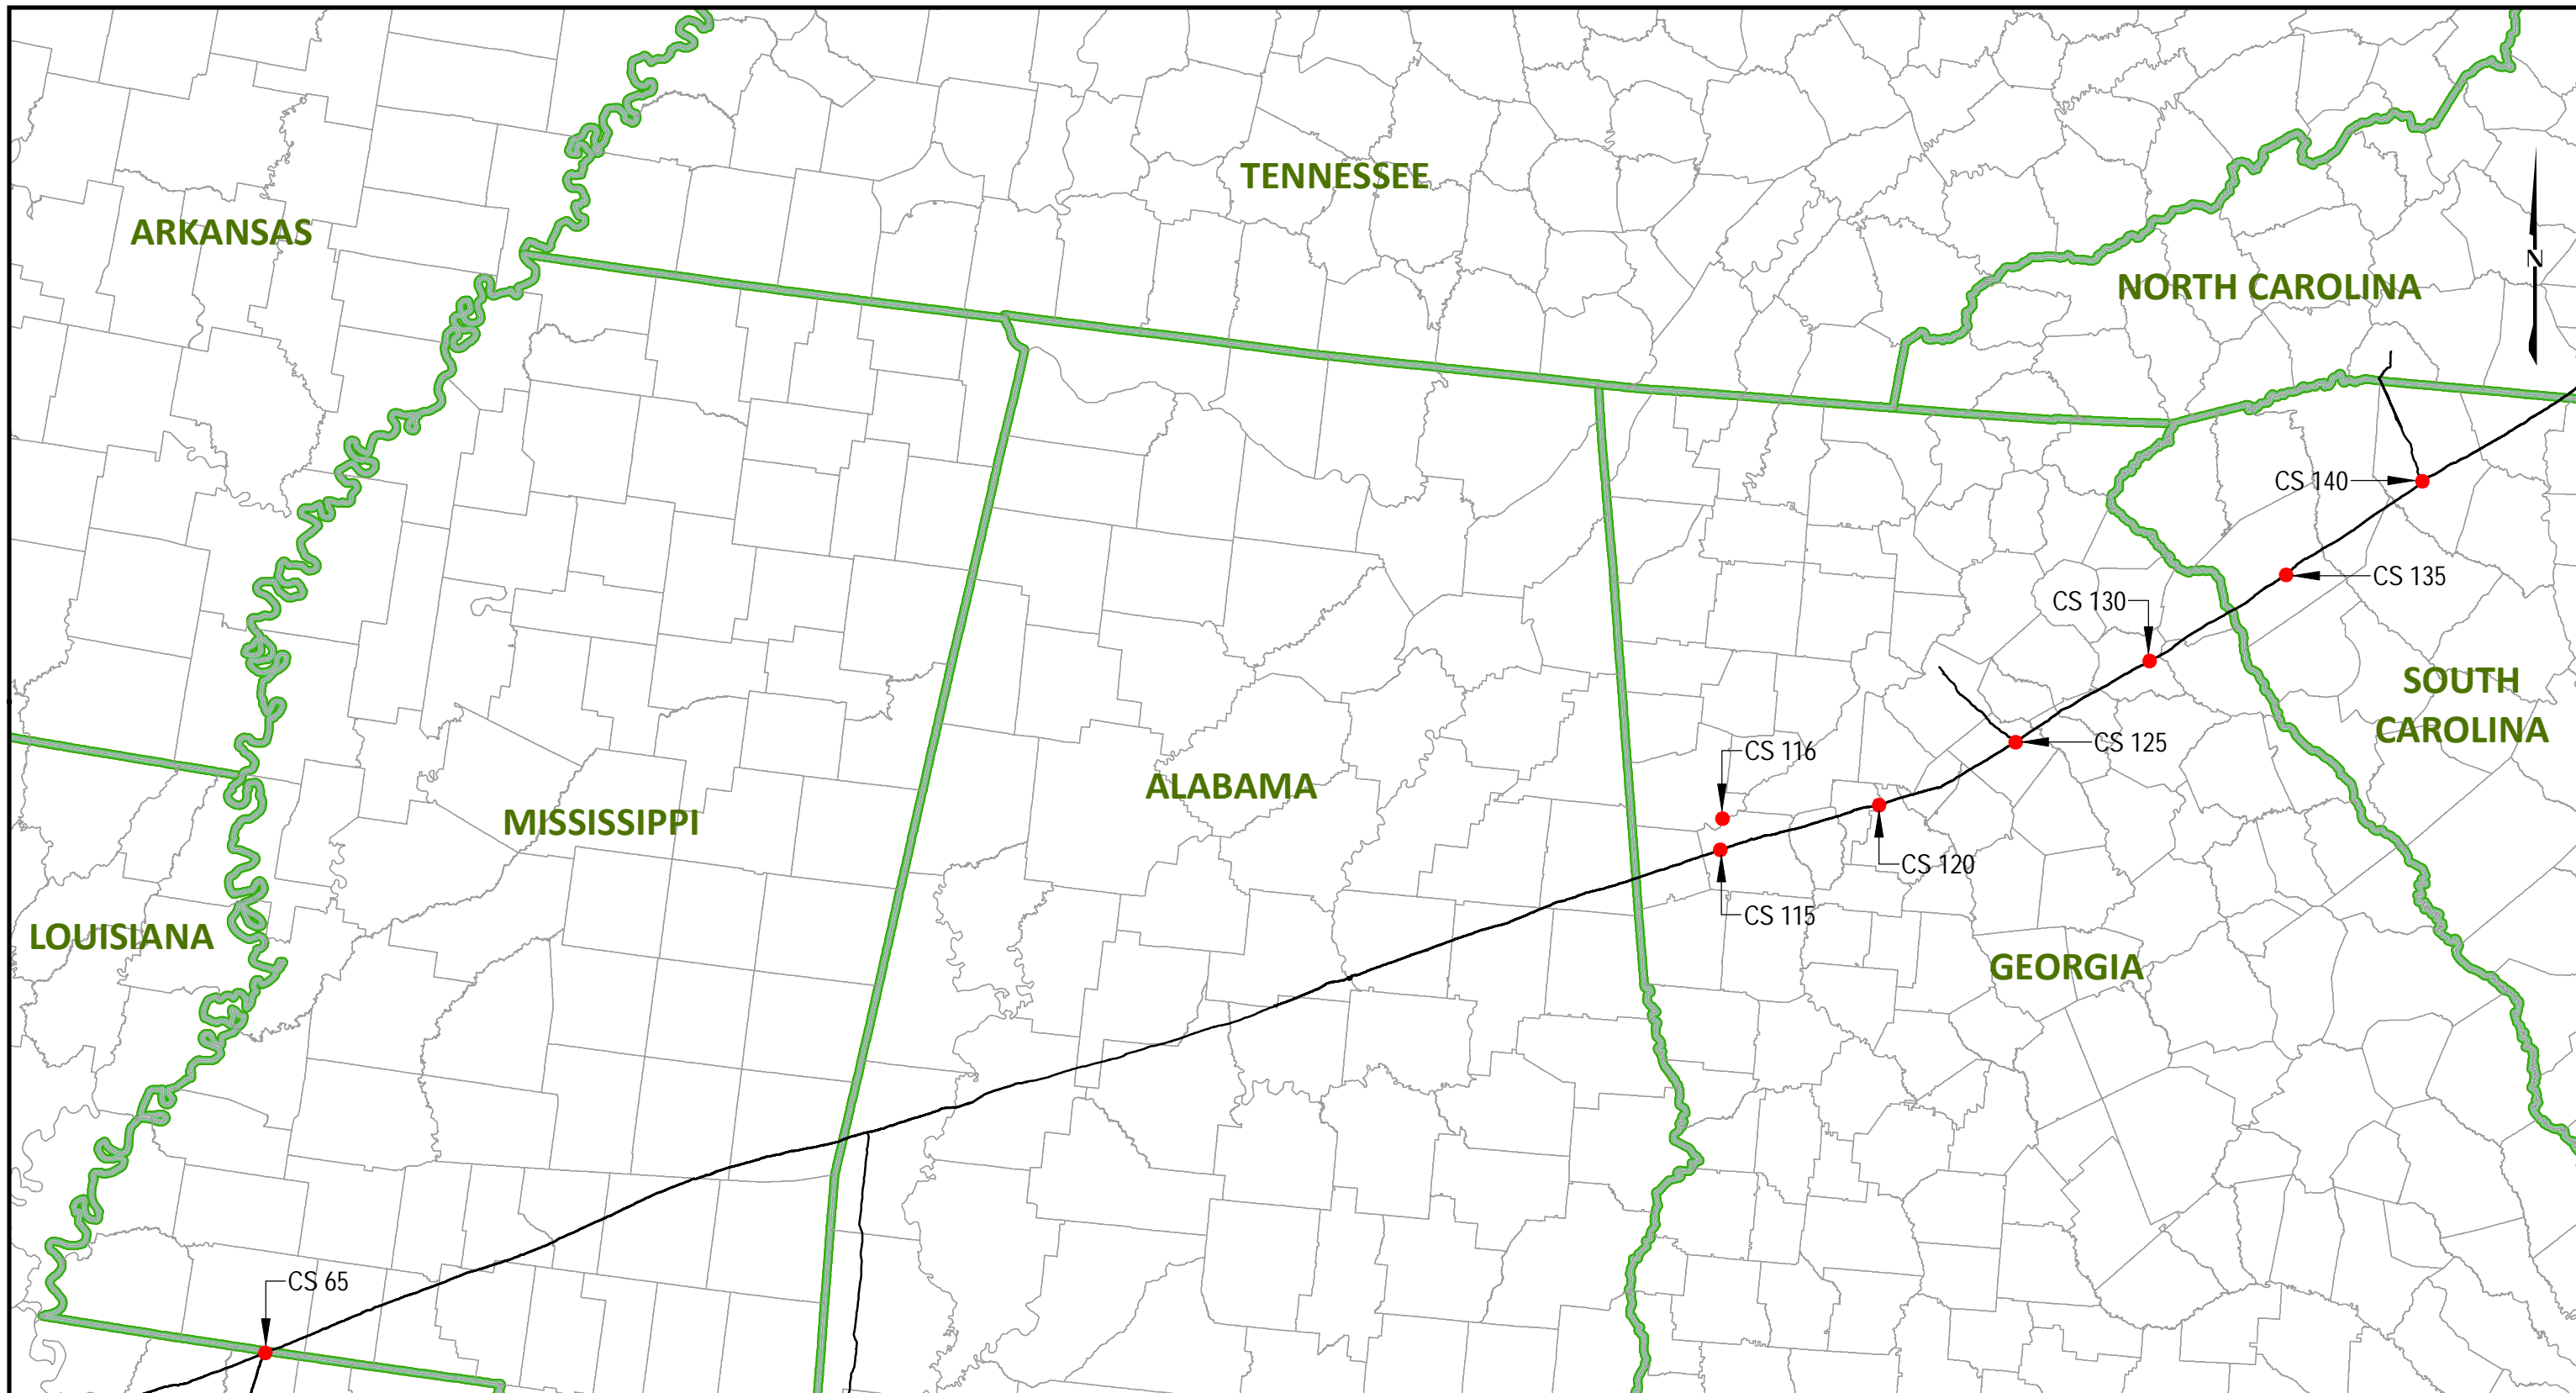 TENNESSEE
ARKANSAS
N
NORTH CAROLINA
CS 140
CS 135
CS 130
SOUTH
CAROLINA
CS 125
CS 116
ALABAMA
MISSISSIPPI
CS 120
CS 115
LOUISIANA
GEORGIA
CS 65